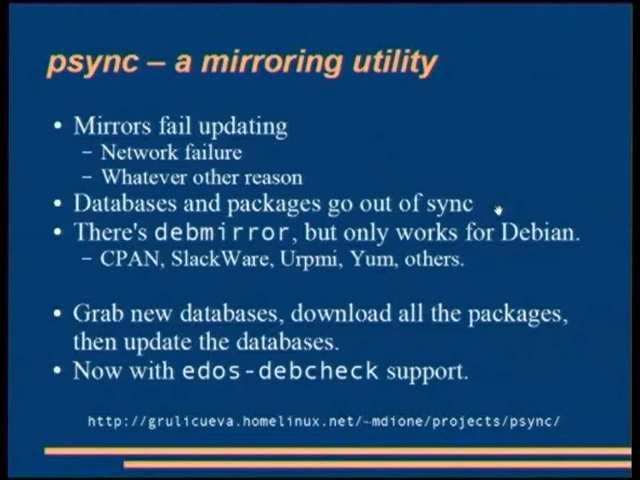 psync – a mirroring utility
• Mirrors fail updating
– Network failure
– Whatever other reason
• Databases and packages go out of sync
• There's debmirror, but only works for Debian.
– CPAN, SlackWare, Urpmi, Yum, others.
• Grab new databases, download all the packages,
then update the databases.
• Now with edos-debcheck support.
http://grulicueva.homelinux.net/~mdione/projects/psync/